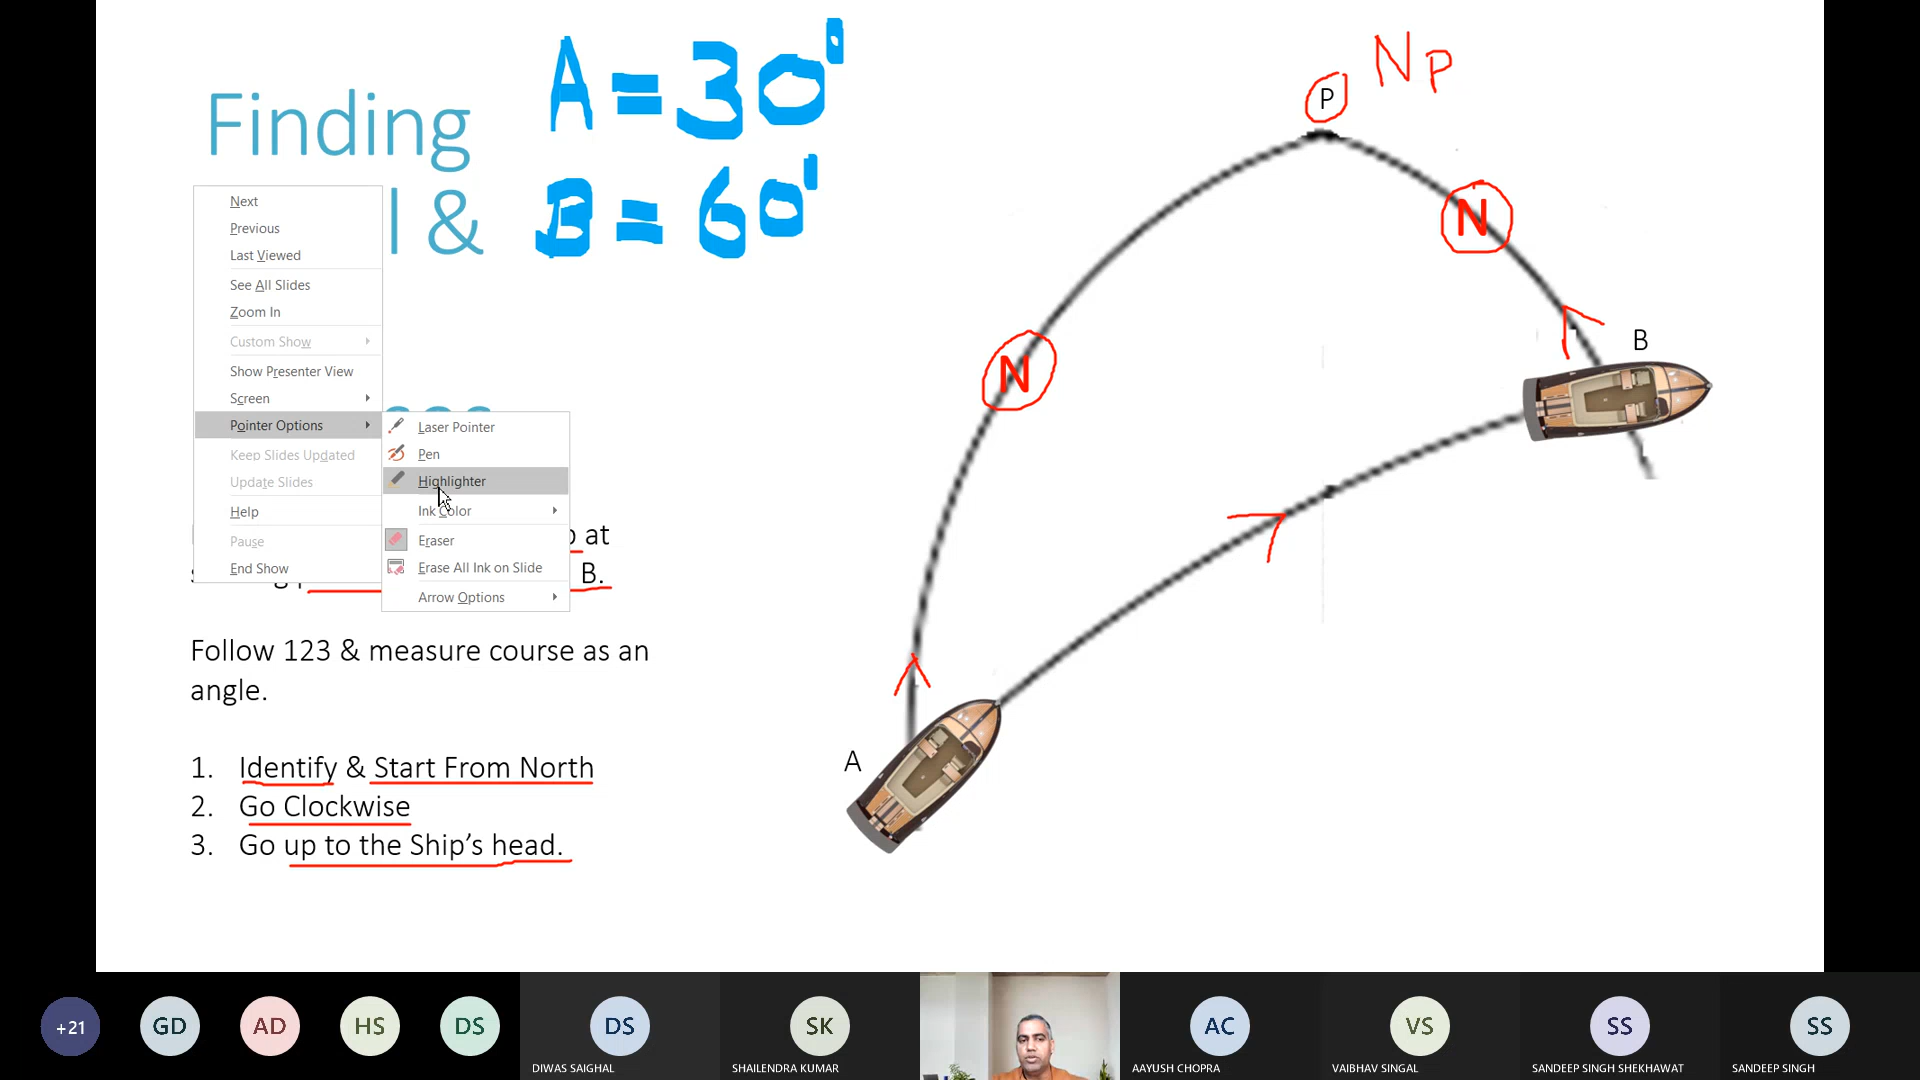 Finding
l &
A = 30°
B = 60°
P
NP
N
N
B
A
Next
Previous
Last Viewed
See All Slides
Zoom In
Custom Show
Show Presenter View
Screen
Pointer Options
Keep Slides Updated
Update Slides
Help
Pause
End Show
Laser Pointer
Pen
Highlighter
Ink Color
Eraser
Erase All Ink on Slide
Arrow Options
at
B.
Follow 123 & measure course as an
angle.
1. Identify & Start From North
2. Go Clockwise
3. Go up to the Ship's head.
+21
GD
AD
HS
DS
DS
DIWAS SAIGHAL
SK
SHAILENDRA KUMAR
AC
AAYUSH CHOPRA
VS
VAIBHAV SINGAL
SS
SANDEEP SINGH SHEKHAWAT
SS
SANDEEP SINGH